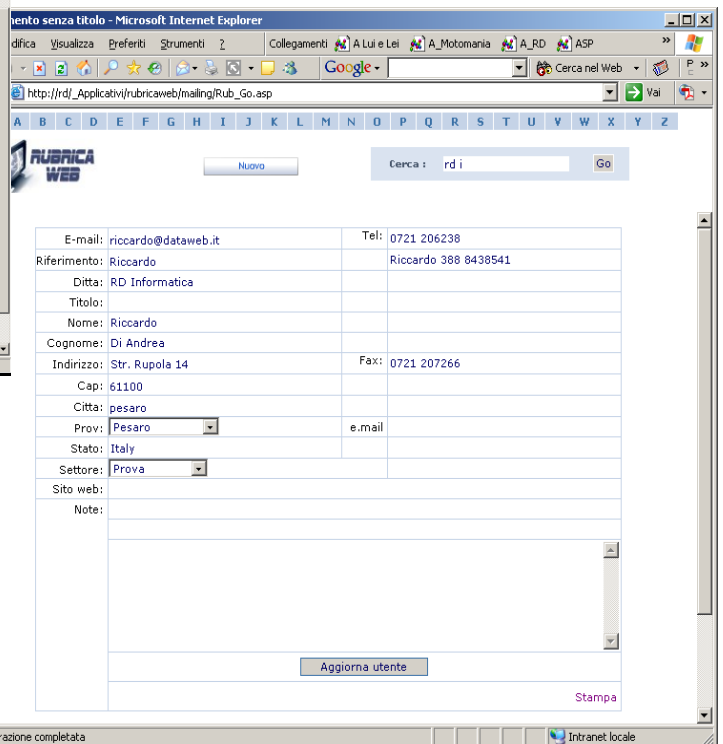 nento senza titolo - Microsoft Internet Explorer
difica Visualizza Preferiti Strumenti ? Collegamenti A Lui e Lei A_Motomania A_RD ASP »
Google Cerca nel Web P »
http://rd/_Applicativi/rubricaweb/mailing/Rub_Go.asp Vai
A B C D E F G H I J K L M N O P Q R S T U V W X Y Z
RUBRICA
WEB
Nuovo Cerca : rd i Go
E-mail: riccardo@dataweb.it Tel: 0721 206238
Riferimento: Riccardo Riccardo 388 8438541
Ditta: RD Informatica
Titolo:
Nome: Riccardo
Cognome: Di Andrea
Indirizzo: Str. Rupola 14 Fax: 0721 207266
Cap: 61100
Citta: pesaro
Prov: Pesaro e.mail
Stato: Italy
Settore: Prova
Sito web:
Note:
Aggiorna utente
Stampa
razione completata Intranet locale